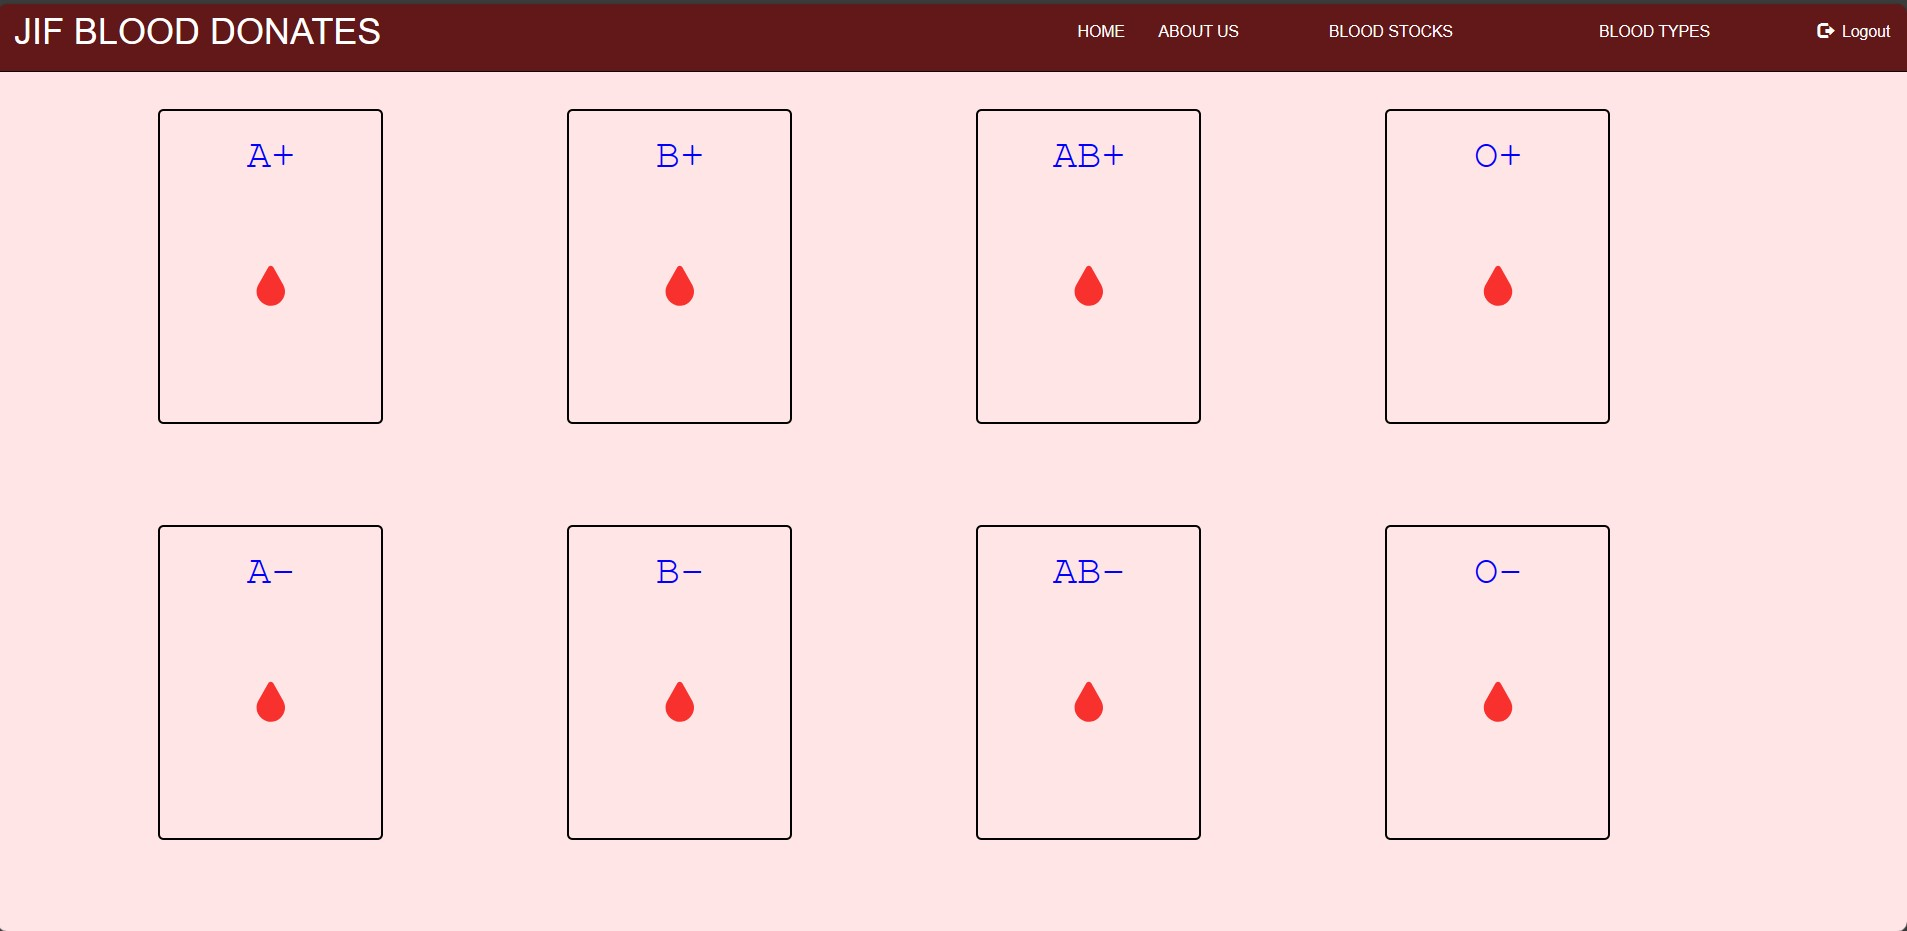 JIF BLOOD DONATES
HOME ABOUT US BLOOD STOCKS BLOOD TYPES Logout
A+ B+ AB+ O+
A- B- AB- O-